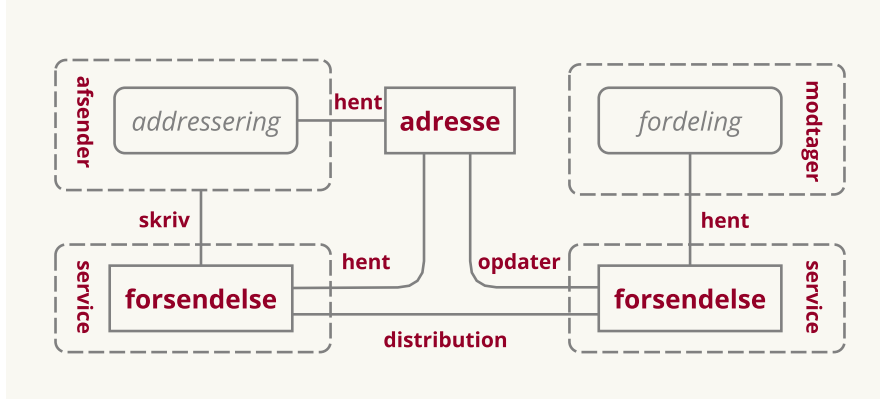 afsender
addressering
hent
adresse
fordeling
modtager
skriv
hent
hent
opdater
service
forsendelse
forsendelse
service
distribution